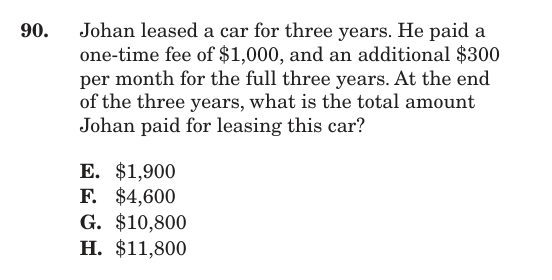 90. Johan leased a car for three years. He paid a
one-time fee of $1,000, and an additional $300
per month for the full three years. At the end
of the three years, what is the total amount
Johan paid for leasing this car?
E. $1,900
F. $4,600
G. $10,800
H. $11,800